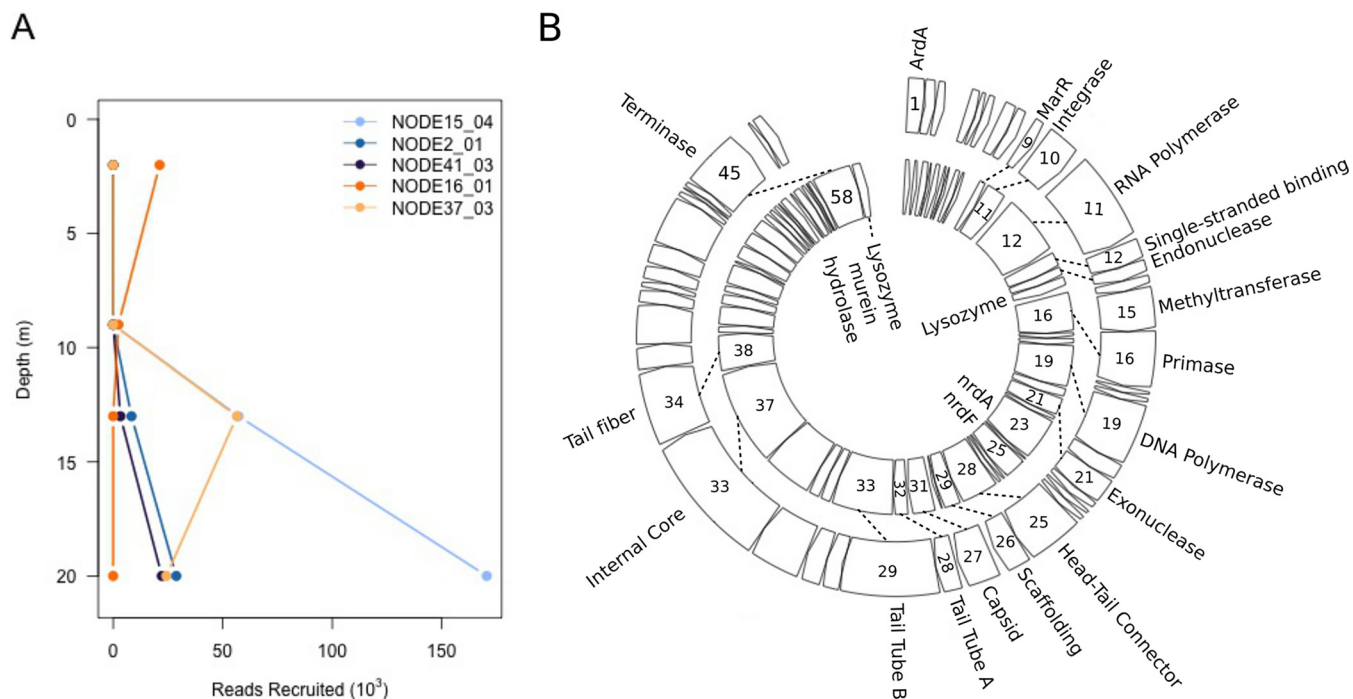 A
0
5
10
15
20
Depth (m)
NODE15_04
NODE2_01
NODE41_03
NODE16_01
NODE37_03
0
50
100
150
Reads Recruited (10³)
B
ArdA
MarR
Integrase
RNA Polymerase
Single-stranded binding
Endonuclease
Methyltransferase
Primase
DNA Polymerase
Exonuclease
Head-Tail Connector
Scaffolding
Capsid
Tail Tube A
Tail Tube B
Internal Core
Tail fiber
Terminase
1
9
10
11
12
15
16
19
21
25
26
27
28
29
33
34
45
11
12
16
19
21
23
25
28
29
31
32
33
37
38
58
Lysozyme
murein
hydrolase
Lysozyme
nrdA
nrdF